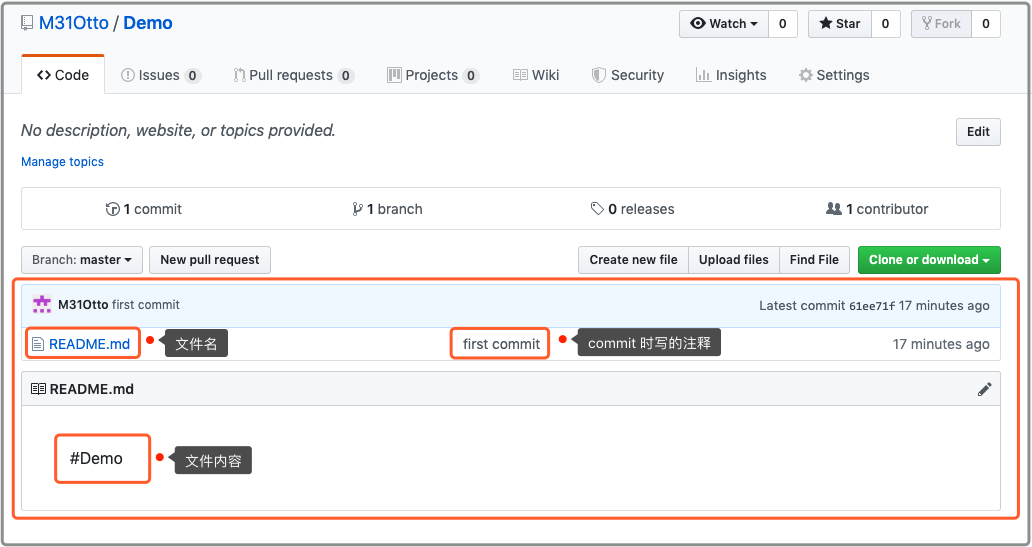 M31Otto / Demo
Watch 0 Star 0 Fork 0
Code Issues 0 Pull requests 0 Projects 0 Wiki Security Insights Settings
No description, website, or topics provided.
Edit
Manage topics
1 commit 1 branch 0 releases 1 contributor
Branch: master New pull request Create new file Upload files Find File Clone or download
M31Otto first commit Latest commit 61ee71f 17 minutes ago
README.md 文件名 first commit commit 时写的注释 17 minutes ago
README.md
#Demo 文件内容